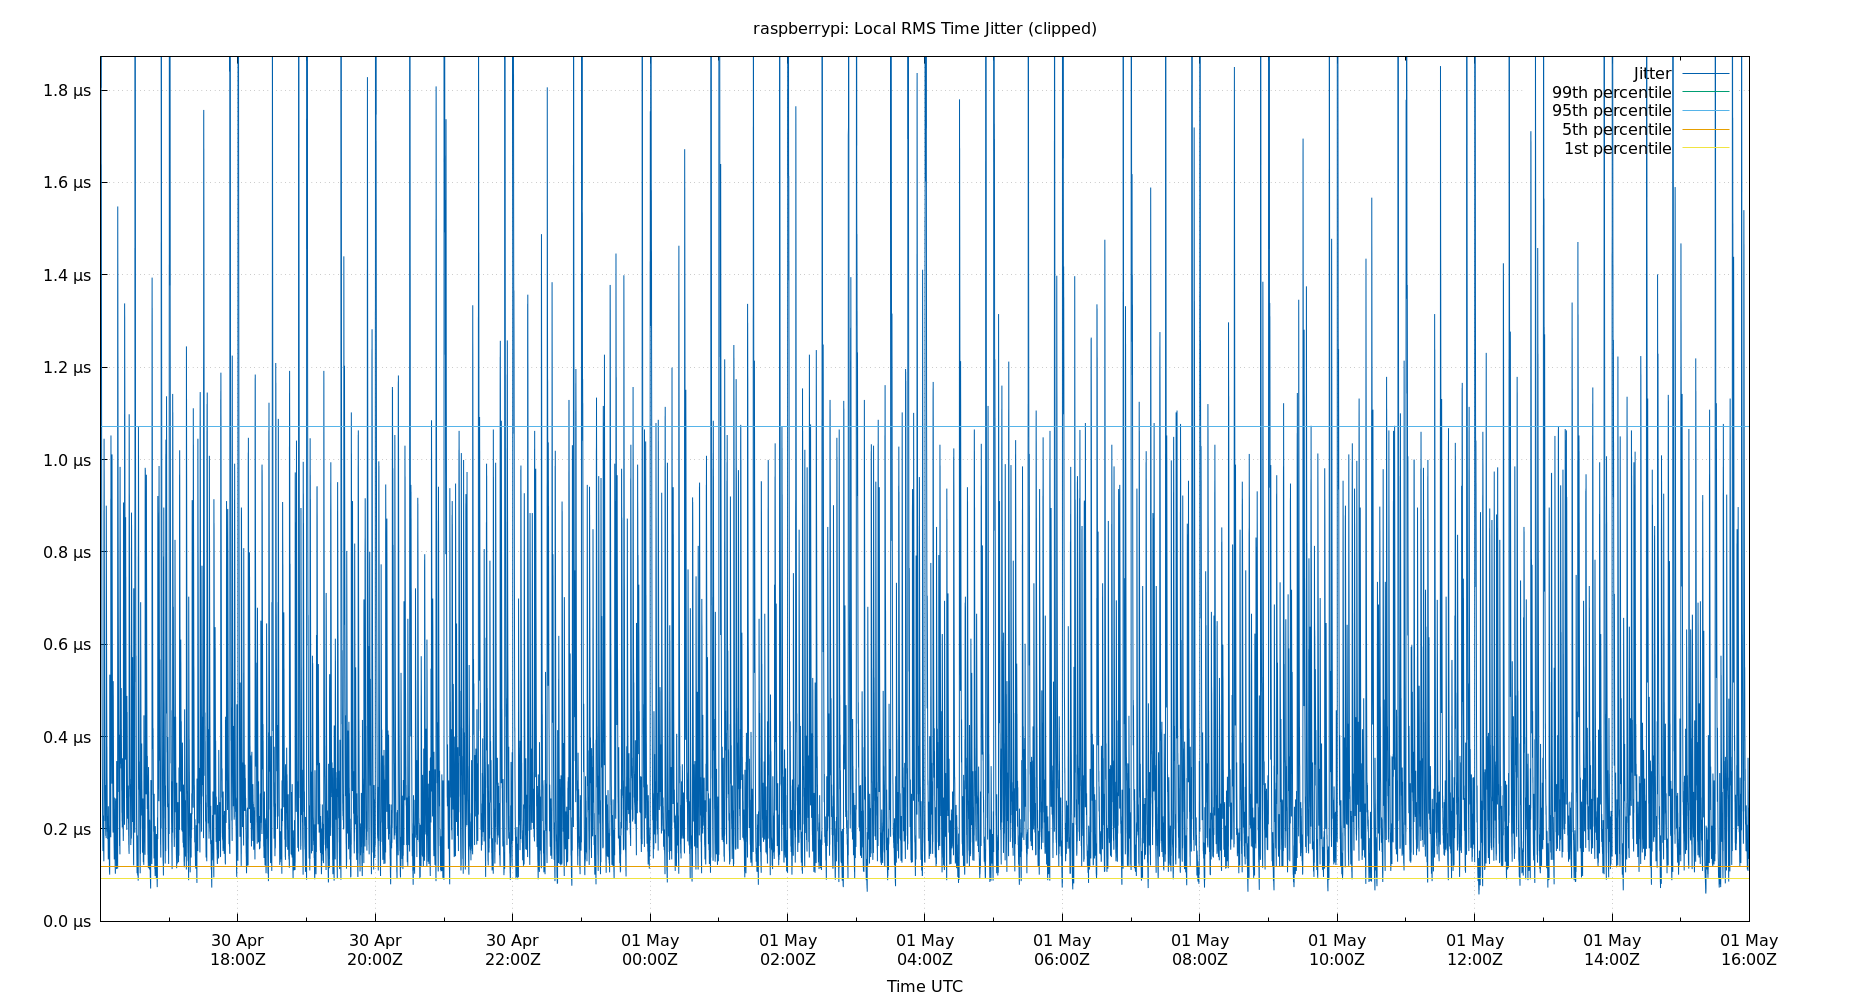 raspberrypi: Local RMS Time Jitter (clipped)
1.8 µs
1.6 µs
1.4 µs
1.2 µs
1.0 µs
0.8 µs
0.6 µs
0.4 µs
0.2 µs
0.0 µs
Jitter
99th percentile
95th percentile
5th percentile
1st percentile
30 Apr 30 Apr 30 Apr 01 May 01 May 01 May 01 May 01 May 01 May 01 May 01 May 01 May
18:00Z 20:00Z 22:00Z 00:00Z 02:00Z 04:00Z 06:00Z 08:00Z 10:00Z 12:00Z 14:00Z 16:00Z
Time UTC